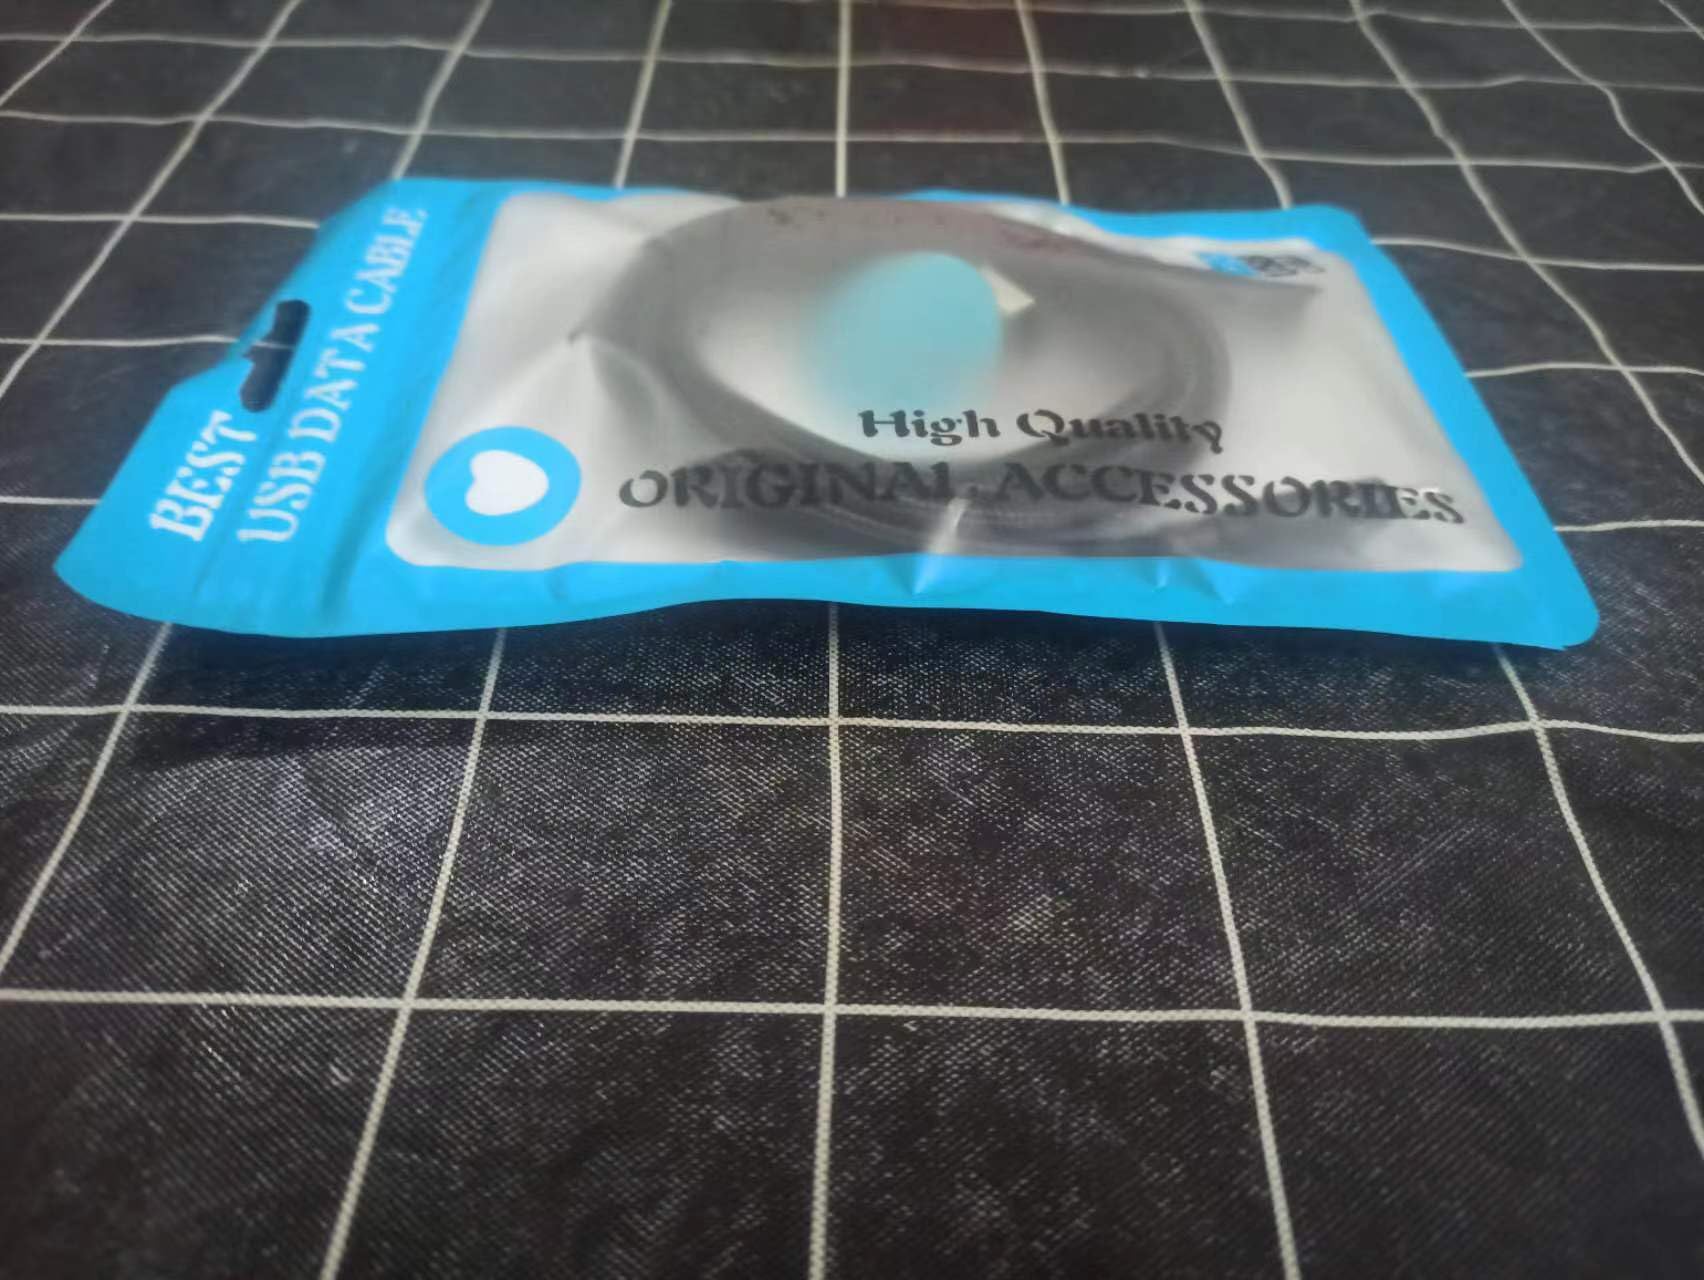 BEST
USB DATA CABLE
High Quality
ORIGINAL ACCESSORIES